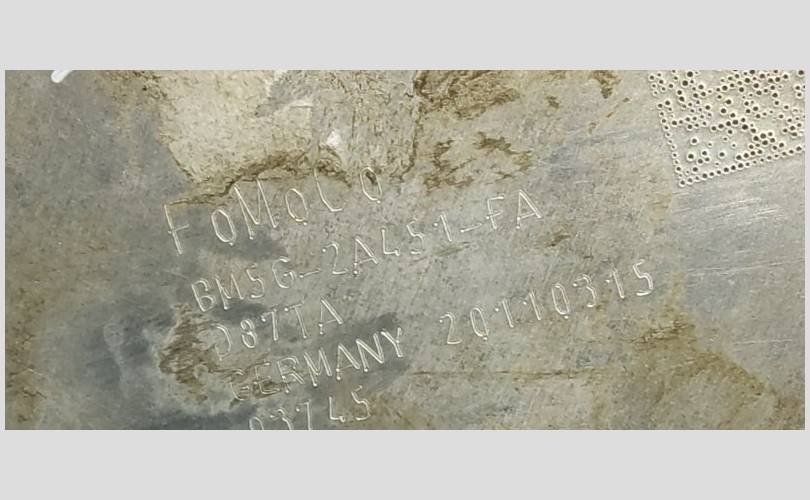 FoMoCo
BM5G-2A451-FA
D87TA
GERMANY 20110315